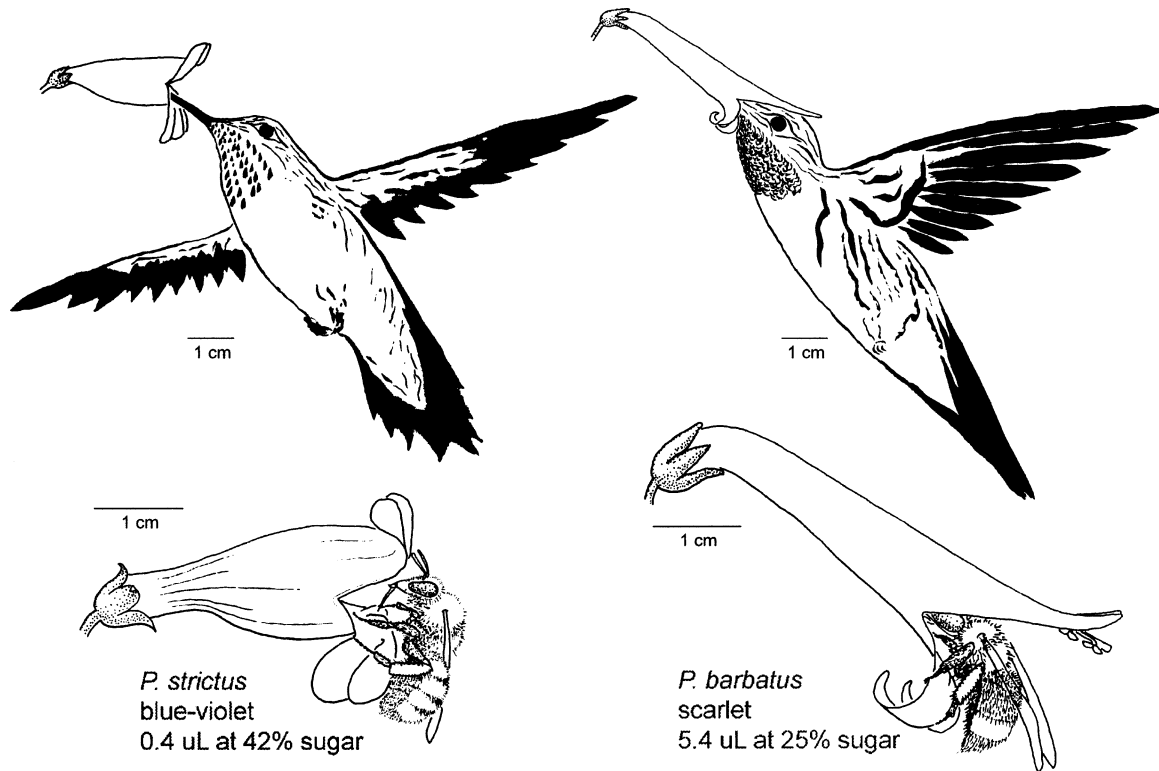 1 cm
1 cm
1 cm
1 cm
P. strictus
blue-violet
0.4 uL at 42% sugar
P. barbatus
scarlet
5.4 uL at 25% sugar